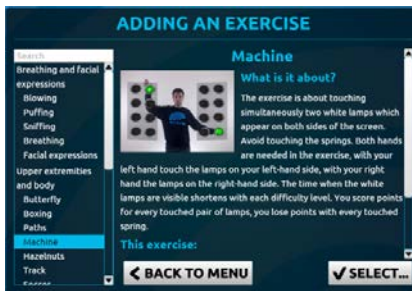 ADDING AN EXERCISE
Search
Breathing and facial
expressions
Blowing
Puffing
Sniffing
Breathing
Facial expressions
Upper extremities
and body
Butterfly
Boxing
Paths
Machine
Hazelnuts
Track
Soccer
Machine
What is it about?
The exercise is about touching
simultaneously two white lamps which
appear on both sides of the screen.
Avoid touching the springs. Both hands
are needed in the exercise, with your
left hand touch the lamps on your left-hand side, with your right
hand the lamps on the right-hand side. The time when the white
lamps are visible shortens with each difficulty level. You score points
for every touched pair of lamps, you lose points with every touched
spring.
This exercise:
BACK TO MENU
SELECT...